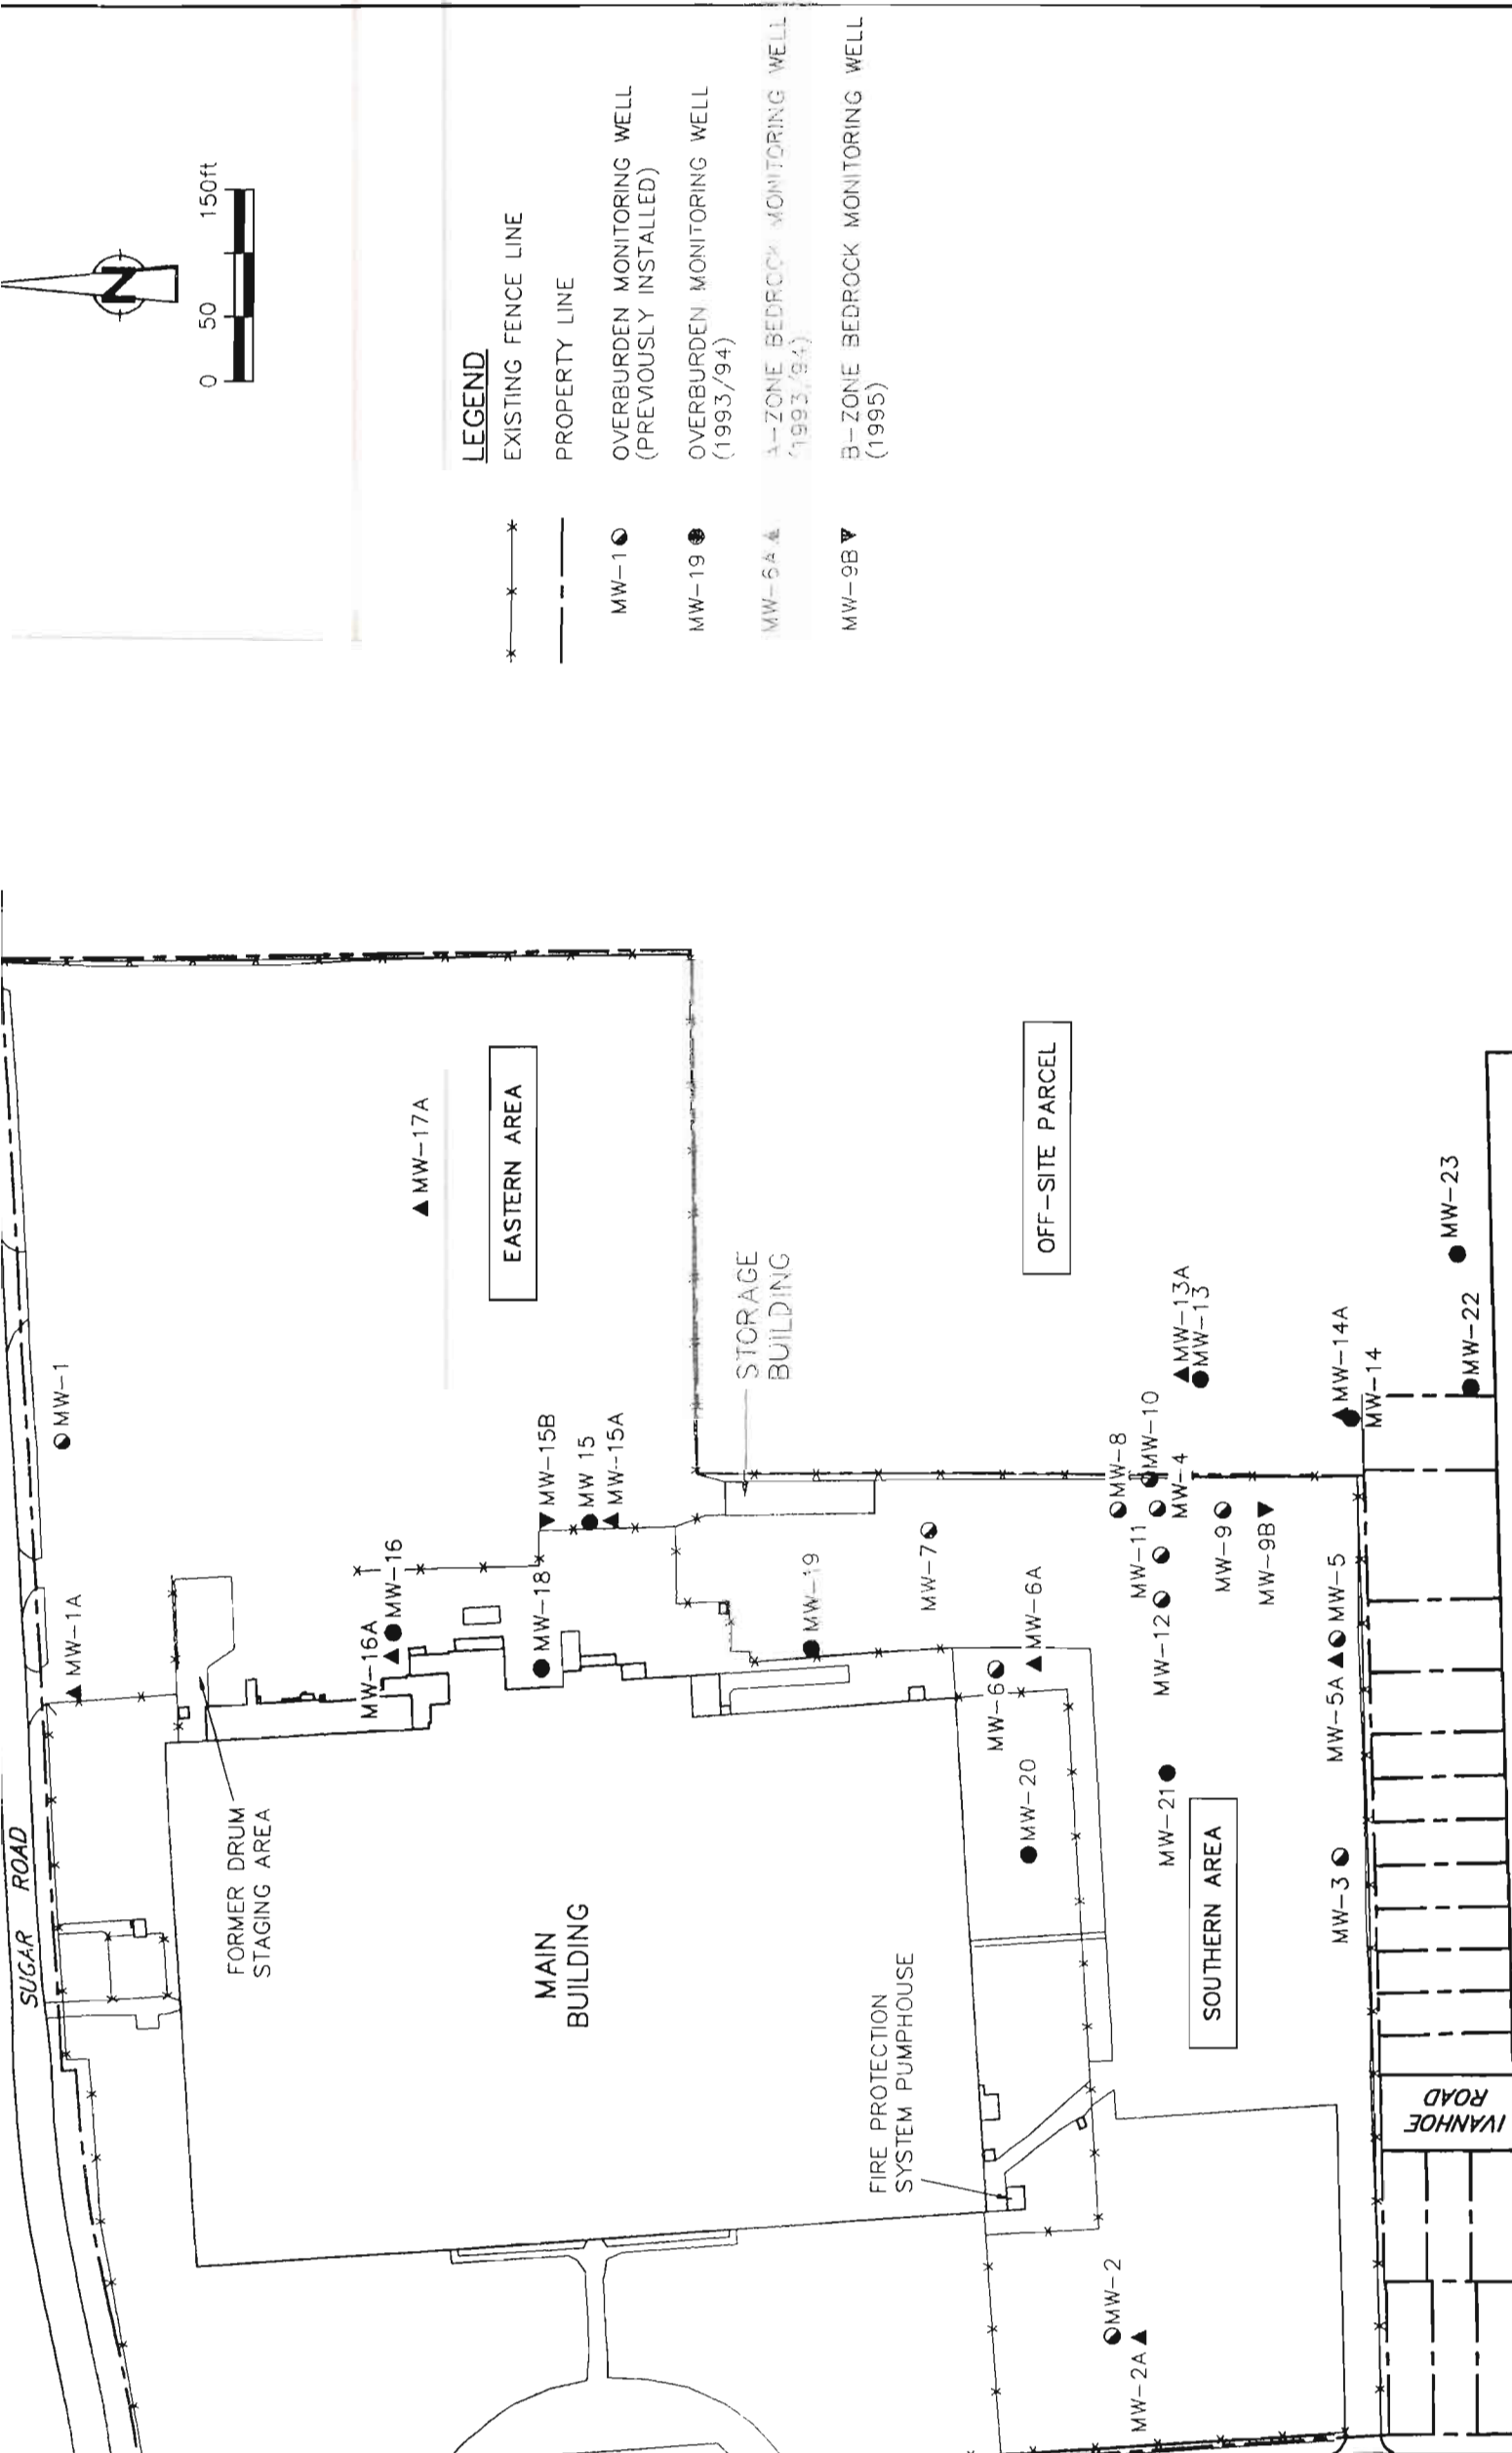 N
0 50 150ft
LEGEND
EXISTING FENCE LINE
PROPERTY LINE
MW-1
OVERBURDEN MONITORING WELL
(PREVIOUSLY INSTALLED)
MW-19
OVERBURDEN MONITORING WELL
(1993/94)
MW-6A
A-ZONE BEDROCK MONITORING WELL
(1993/94)
MW-9B
B-ZONE BEDROCK MONITORING WELL
(1995)
SUGAR ROAD
MW-1
MW-1A
MW-17A
EASTERN AREA
FORMER DRUM
STAGING AREA
MW-16A
MW-16
MW-18
MW-15B
MW 15
MW-15A
MAIN
BUILDING
STORAGE
BUILDING
MW-19
MW-7
OFF-SITE PARCEL
FIRE PROTECTION
SYSTEM PUMPHOUSE
MW-6
MW-6A
MW-20
MW-8
MW-10
MW-4
MW-11
MW-12
MW-13A
MW-13
MW-9
MW-9B
MW-21
SOUTHERN AREA
MW-2
MW-2A
MW-3
MW-5A
MW-5
MW-14A
MW-14
MW-22
MW-23
IVANHOE
ROAD